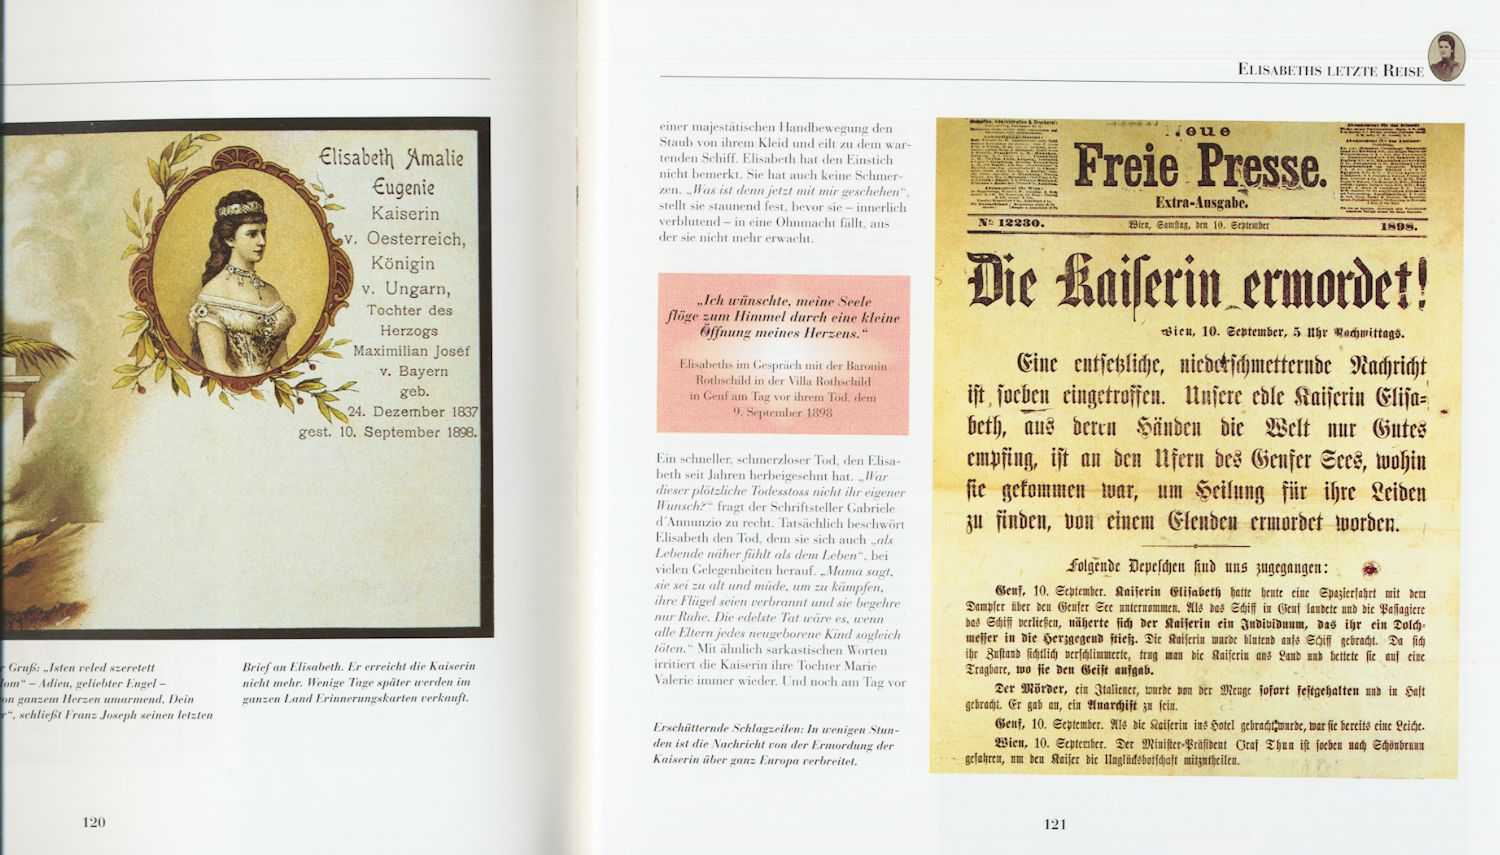 Elisabeth Amalie
Eugenie
Kaiserin
v. Oesterreich,
Königin
v. Ungarn,
Tochter des
Herzogs
Maximilian Josef
v. Bayern
geb.
24. Dezember 1837
gest. 10. September 1898.
r Gruß: „Isten veled szeretett
lom“ – Adieu, geliebter Engel –
on ganzem Herzen umarmend, Dein
r“, schließt Franz Joseph seinen letzten
Brief an Elisabeth. Er erreicht die Kaiserin
nicht mehr. Wenige Tage später werden im
ganzen Land Erinnerungskarten verkauft.
120
Elisabeths letzte Reise
einer majestätischen Handbewegung den
Staub von ihrem Kleid und eilt zu dem war-
tenden Schiff. Elisabeth hat den Einstich
nicht bemerkt. Sie hat auch keine Schmer-
zen. „Was ist denn jetzt mit mir geschehen“,
stellt sie staunend fest, bevor sie – innerlich
verblutend – in eine Ohnmacht fällt, aus
der sie nicht mehr erwacht.
„Ich wünschte, meine Seele
flöge zum Himmel durch eine kleine
Öffnung meines Herzens.“
Elisabeths im Gespräch mit der Baronin
Rothschild in der Villa Rothschild
in Genf am Tag vor ihrem Tod, dem
9. September 1898
Ein schneller, schmerzloser Tod, den Elisa-
beth seit Jahren herbeigesehnt hat. „War
dieser plötzliche Todesstoss nicht ihr eigener
Wunsch?“ fragt der Schriftsteller Gabriele
d´Annunzio zu recht. Tatsächlich beschwört
Elisabeth den Tod, dem sie sich auch „als
Lebende näher fühlt als dem Leben“, bei
vielen Gelegenheiten herauf. „Mama sagt,
sie sei zu alt und müde, um zu kämpfen,
ihre Flügel seien verbrannt und sie begehre
nur Ruhe. Die edelste Tat wäre es, wenn
alle Eltern jedes neugeborene Kind sogleich
töten.“ Mit ähnlich sarkastischen Worten
irritiert die Kaiserin ihre Tochter Marie
Valerie immer wieder. Und noch am Tag vor
Erschütternde Schlagzeilen: In wenigen Stun-
den ist die Nachricht von der Ermordung der
Kaiserin über ganz Europa verbreitet.
Neue
Freie Presse.
Extra-Ausgabe.
Nr. 12230.
Wien, Samstag, den 10. September
1898.
Die Kaiserin ermordet!
Wien, 10. September, 5 Uhr Nachmittags.
Eine entsetzliche, niederschmetternde Nachricht
ist soeben eingetroffen. Unsere edle Kaiserin Elisa-
beth, aus deren Händen die Welt nur Gutes
empfing, ist an den Ufern des Genfer Sees, wohin
sie gekommen war, um Heilung für ihre Leiden
zu finden, von einem Elenden ermordet worden.
Folgende Depeschen sind uns zugegangen:
Genf, 10. September. Kaiserin Elisabeth hatte heute eine Spazierfahrt mit dem
Dampfer über den Genfer See unternommen. Als das Schiff in Genf landete und die Passagiere
das Schiff verließen, näherte sich der Kaiserin ein Individuum, das ihr ein Dolch-
messer in die Herzgegend stieß. Die Kaiserin wurde blutend aufs Schiff gebracht. Da sich
ihr Zustand sichtlich verschlimmerte, trug man die Kaiserin ans Land und bettete sie auf eine
Tragbare, wo sie den Geist aufgab.
Der Mörder, ein Italiener, wurde von der Menge sofort festgehalten und in Haft
gebracht. Er gab an, ein Anarchist zu sein.
Genf, 10. September. Als die Kaiserin ins Hotel gebracht wurde, war sie bereits eine Leiche.
Wien, 10. September. Der Minister-Präsident Graf Thun ist soeben nach Schönbrunn
gefahren, um den Kaiser die Unglücksbotschaft mitzutheilen.
121